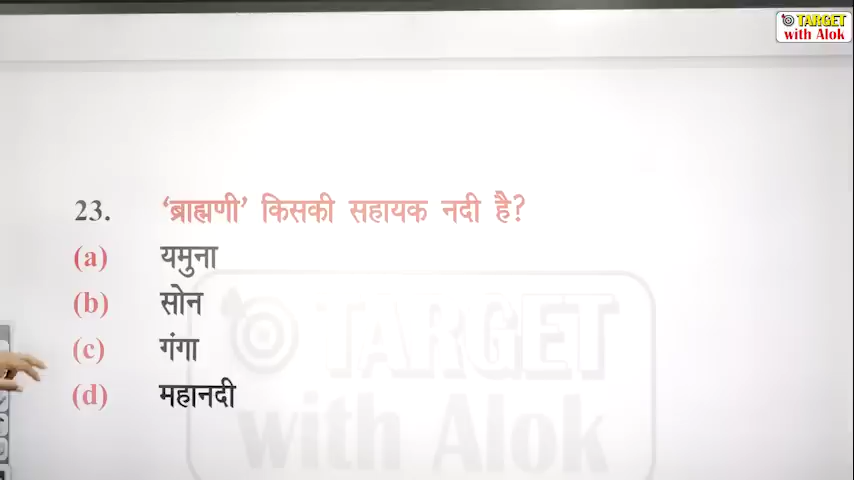 TARGET
with Alok
23. ‘ब्राह्मणी’ किसकी सहायक नदी है?
(a) यमुना
(b) सोन
(c) गंगा
(d) महानदी
TARGET
with Alok